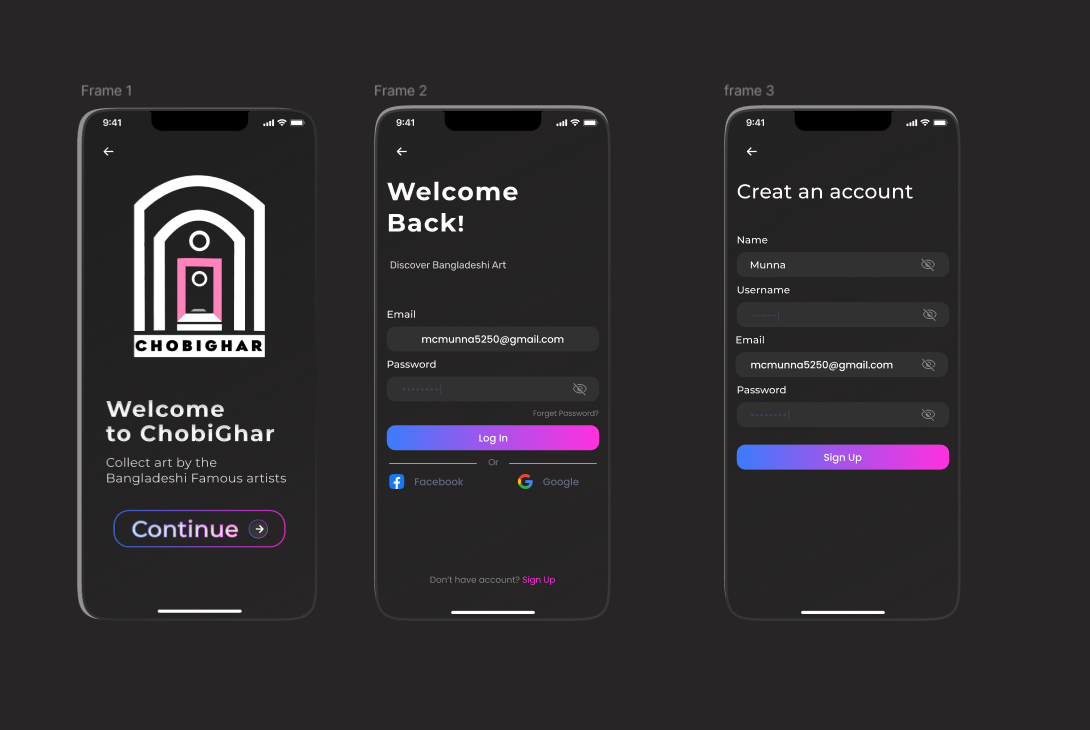 Frame 1
9:41
CHOBIGHAR
Welcome
to ChobiGhar
Collect art by the
Bangladeshi Famous artists
Continue
Frame 2
9:41
Welcome
Back!
Discover Bangladeshi Art
Email
mcmunna5250@gmail.com
Password
Forget Password?
Log In
Or
Facebook
Google
Don't have account? Sign Up
frame 3
9:41
Creat an account
Name
Munna
Username
Email
mcmunna5250@gmail.com
Password
Sign Up